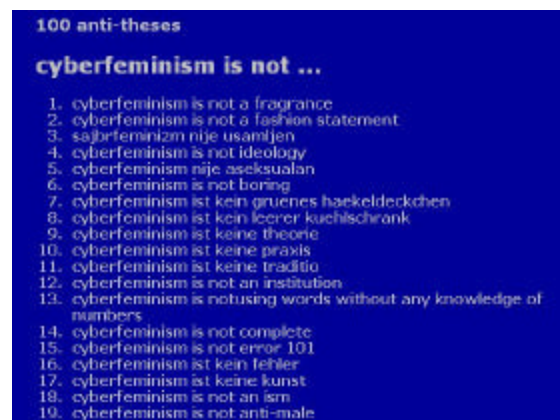 100 anti-theses
cyberfeminism is not ...
1. cyberfeminism is not a fragrance
2. cyberfeminism is not a fashion statement
3. sajbrfeminizm nije usamljen
4. cyberfeminism is not ideology
5. cyberfeminism nije aseksualan
6. cyberfeminism is not boring
7. cyberfeminism ist kein gruenes haekeldeckchen
8. cyberfeminism ist kein leerer kuehlschrank
9. cyberfeminism ist keine theorie
10. cyberfeminism ist keine praxis
11. cyberfeminism ist keine traditio
12. cyberfeminism is not an institution
13. cyberfeminism is notusing words without any knowledge of
numbers
14. cyberfeminism is not complete
15. cyberfeminism is not error 101
16. cyberfeminism ist kein fehler
17. cyberfeminism ist keine kunst
18. cyberfeminism is not an ism
19. cyberfeminism is not anti-male